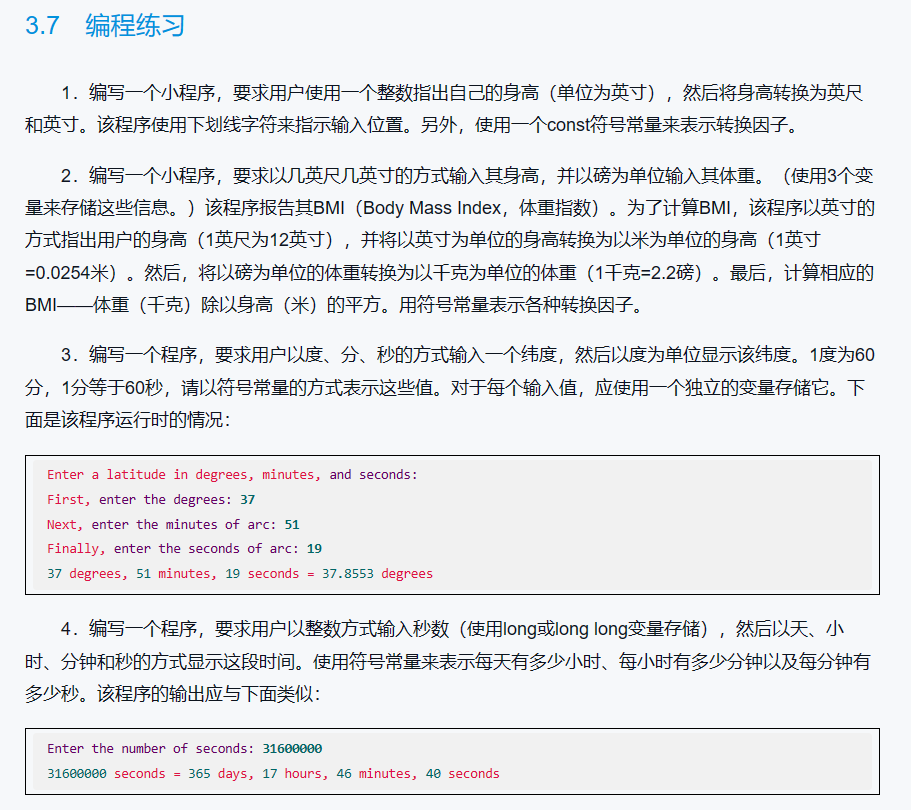 3.7 编程练习
1．编写一个小程序，要求用户使用一个整数指出自己的身高（单位为英寸），然后将身高转换为英尺
和英寸。该程序使用下划线字符来指示输入位置。另外，使用一个const符号常量来表示转换因子。
2．编写一个小程序，要求以几英尺几英寸的方式输入其身高，并以磅为单位输入其体重。（使用3个变
量来存储这些信息。）该程序报告其BMI（Body Mass Index，体重指数）。为了计算BMI，该程序以英寸的
方式指出用户的身高（1英尺为12英寸），并将以英寸为单位的身高转换为以米为单位的身高（1英寸
=0.0254米）。然后，将以磅为单位的体重转换为以千克为单位的体重（1千克=2.2磅）。最后，计算相应的
BMI——体重（千克）除以身高（米）的平方。用符号常量表示各种转换因子。
3．编写一个程序，要求用户以度、分、秒的方式输入一个纬度，然后以度为单位显示该纬度。1度为60
分，1分等于60秒，请以符号常量的方式表示这些值。对于每个输入值，应使用一个独立的变量存储它。下
面是该程序运行时的情况：
Enter a latitude in degrees, minutes, and seconds:
First, enter the degrees: 37
Next, enter the minutes of arc: 51
Finally, enter the seconds of arc: 19
37 degrees, 51 minutes, 19 seconds = 37.8553 degrees
4．编写一个程序，要求用户以整数方式输入秒数（使用long或long long变量存储），然后以天、小
时、分钟和秒的方式显示这段时间。使用符号常量来表示每天有多少小时、每小时有多少分钟以及每分钟有
多少秒。该程序的输出应与下面类似：
Enter the number of seconds: 31600000
31600000 seconds = 365 days, 17 hours, 46 minutes, 40 seconds